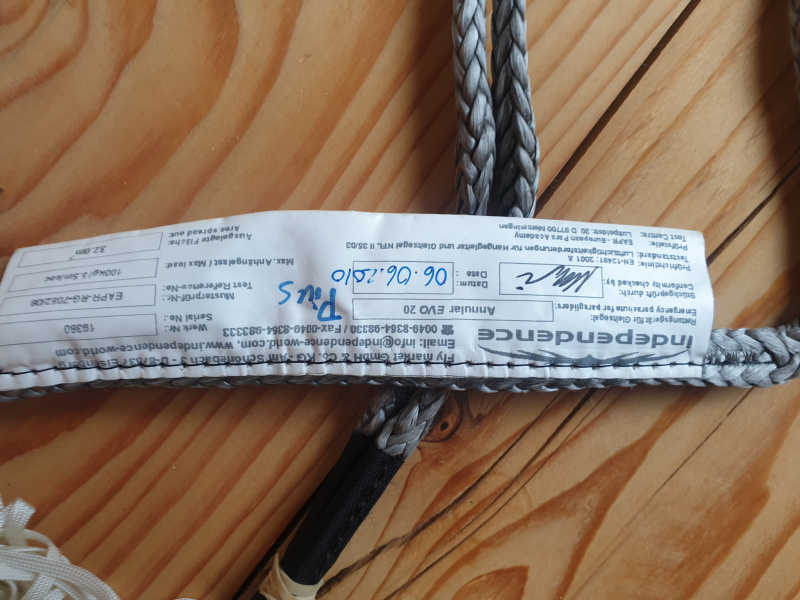 independence
Fly market GmbH & Co. KG - Am Schönebach 3 - D-87637 Eisenberg
Email: info@independence-world.com, www.independence-world.com
☎ 0049-8364-98330 / Fax 0049-8364-983333
Rettungsgerät für Gleitsegel:
Emergency parachute for paragliders:
Annular EVO 20
Plus
Stückgeprüft durch:
Conformity checked by:
Datum:
Date:
06.06.2010
Prüfrichtlinie: EN-12491: 2001 &
Teststandard: Lufttüchtigkeitsforderungen für Hängegleiter und Gleitsegel NFL II 35/03
Prüfstelle: EAPR - European Para Academy
Test Centre: Luitpoldstr. 30 D 87700 Memmingen
Werk Nr.:
Serial No.:
Musterprüf-Nr.:
Test Reference-No:
EAPR-RG-7052/08
Max. Anhängelast / Max load:
100kg / 5.5m/sec
Ausgelegte Fläche:
Area spread out:
32.0m²